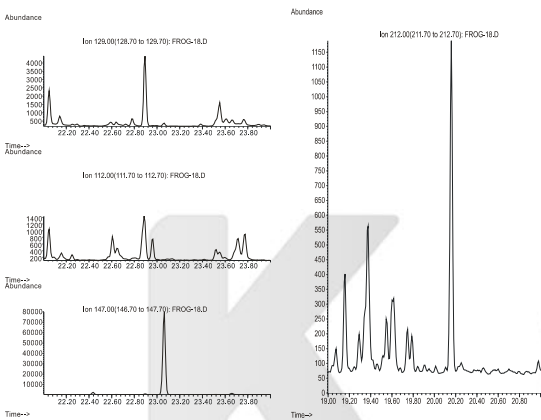 Abundance
Ion 129.00(128.70 to 129.70): FROG-18.D
4000
3500
3000
2500
2000
1500
1000
500
22.20 22.40 22.60 22.80 23.00 23.20 23.40 23.60 23.80
Time-->
Abundance
Ion 112.00(111.70 to 112.70): FROG-18.D
1400
1200
1000
800
600
400
200
22.20 22.40 22.60 22.80 23.00 23.20 23.40 23.60 23.80
Time-->
Abundance
Ion 147.00(146.70 to 147.70): FROG-18.D
80000
70000
60000
50000
40000
30000
20000
10000
22.20 22.40 22.60 22.80 23.00 23.20 23.40 23.60 23.80
Time-->
Abundance
Ion 212.00(211.70 to 212.70): FROG-18.D
1150
1100
1050
1000
950
900
850
800
750
700
650
600
550
500
450
400
350
300
250
200
150
100
50
0
19.00 19.20 19.40 19.60 19.80 20.00 20.20 20.40 20.60 20.80
Time-->